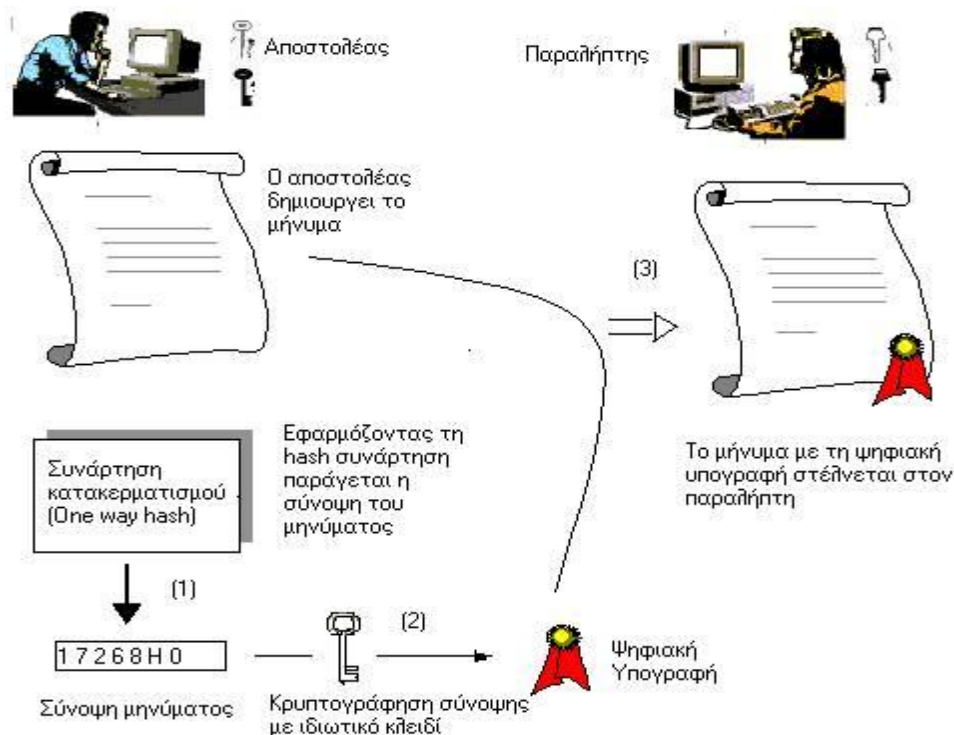 Αποστολέας
Παραλήπτης
Ο αποστολέας
δημιουργει το
μήνυμα
(3)
Εφαρμόζοντας τη
hash συνάρτηση
παράγεται η
σύνοψη του
μηνύματος
Το μήνυμα με τη ψηφιακή
υπογραφή στέλνεται στον
παραλήπτη
Συνάρτηση
κατακερματισμού
(One way hash)
(1)
(2)
17268H0
Ψηφιακή
Υπογραφή
Σύνοψη μηνύματος
Κρυπτογράφηση σύνοψης
με ιδιωτικό κλειδί